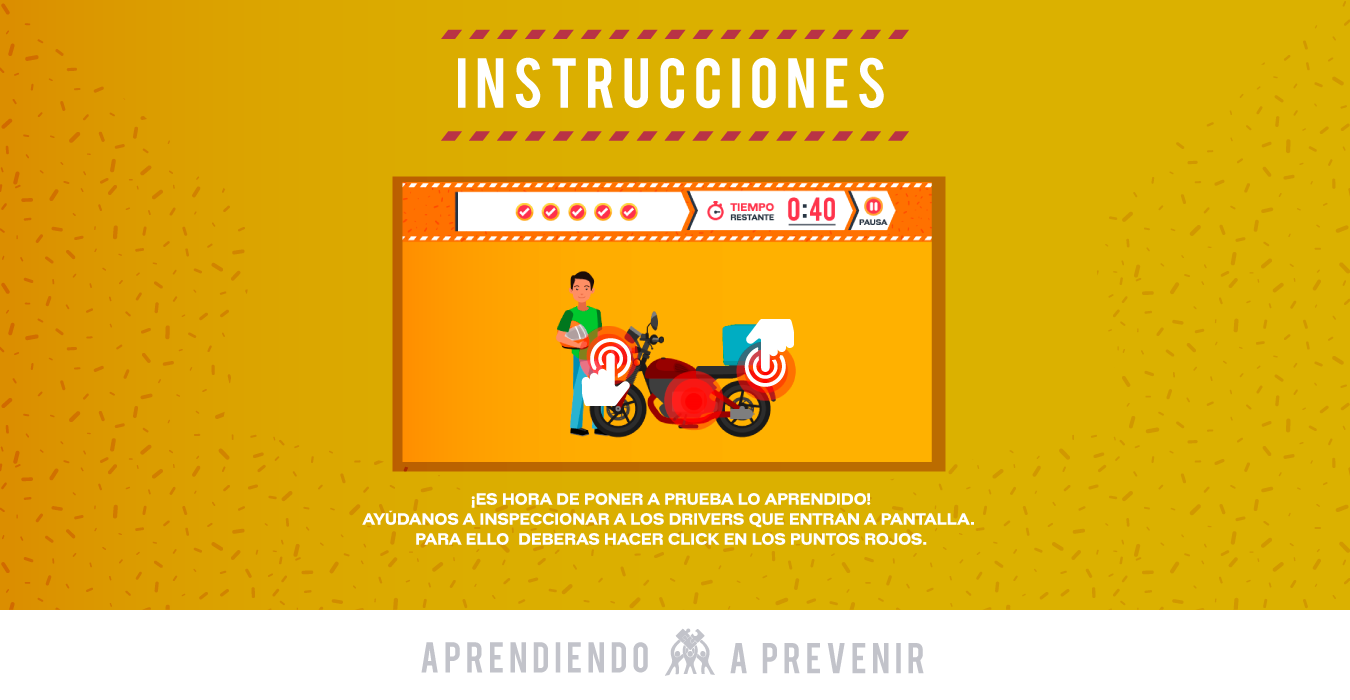 INSTRUCCIONES
TIEMPO
RESTANTE
0:40
PAUSA
¡ES HORA DE PONER A PRUEBA LO APRENDIDO!
AYÚDANOS A INSPECCIONAR A LOS DRIVERS QUE ENTRAN A PANTALLA.
PARA ELLO  DEBERAS HACER CLICK EN LOS PUNTOS ROJOS.
APRENDIENDO A PREVENIR